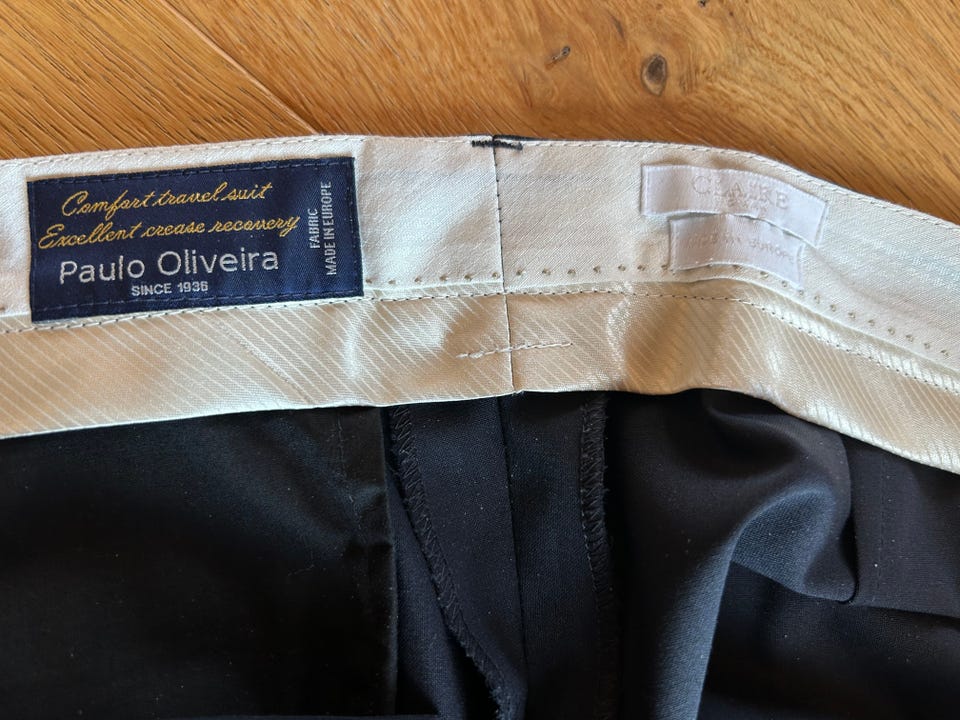 Comfort travel suit
Excellent crease recovery
Paulo Oliveira
SINCE 1936
FABRIC
MADE IN EUROPE